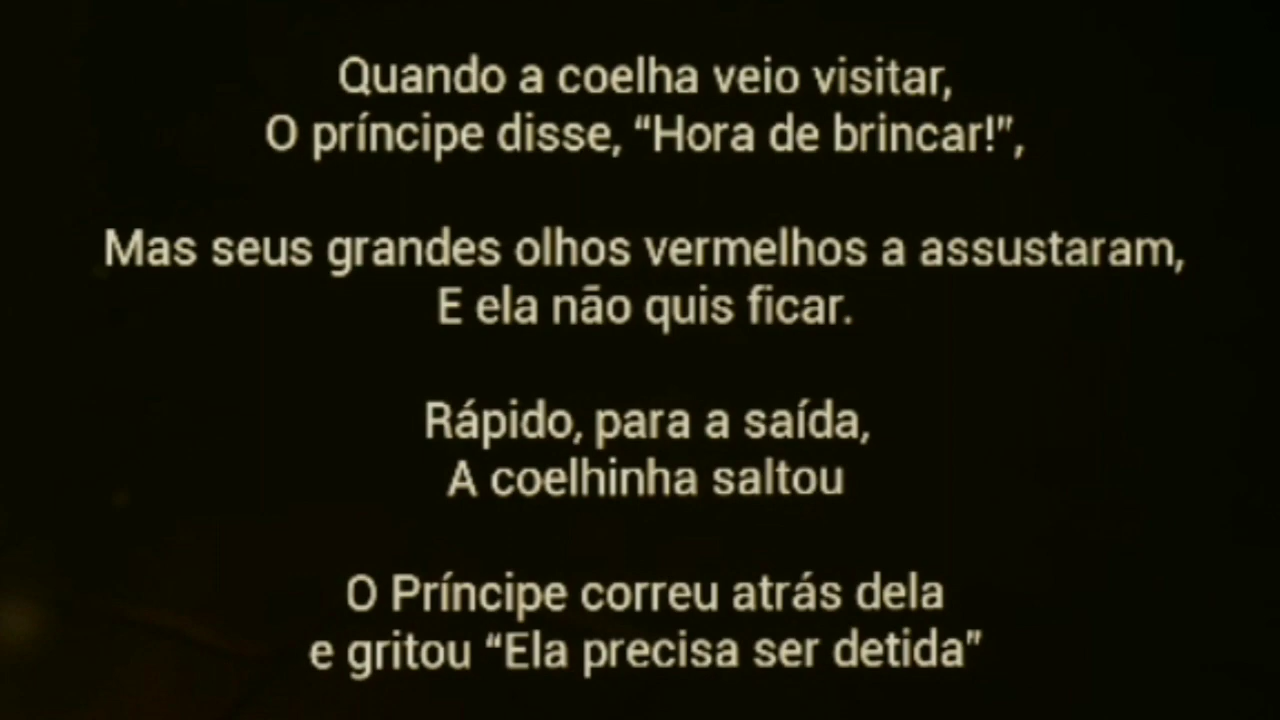 Quando a coelha veio visitar,
O príncipe disse, “Hora de brincar!”,
Mas seus grandes olhos vermelhos a assustaram,
E ela não quis ficar.
Rápido, para a saída,
A coelhinha saltou
O Príncipe correu atrás dela
e gritou “Ela precisa ser detida”